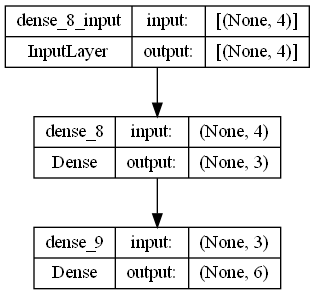 dense_8_input input: [(None, 4)]
InputLayer output: [(None, 4)]
dense_8 input: (None, 4)
Dense output: (None, 3)
dense_9 input: (None, 3)
Dense output: (None, 6)